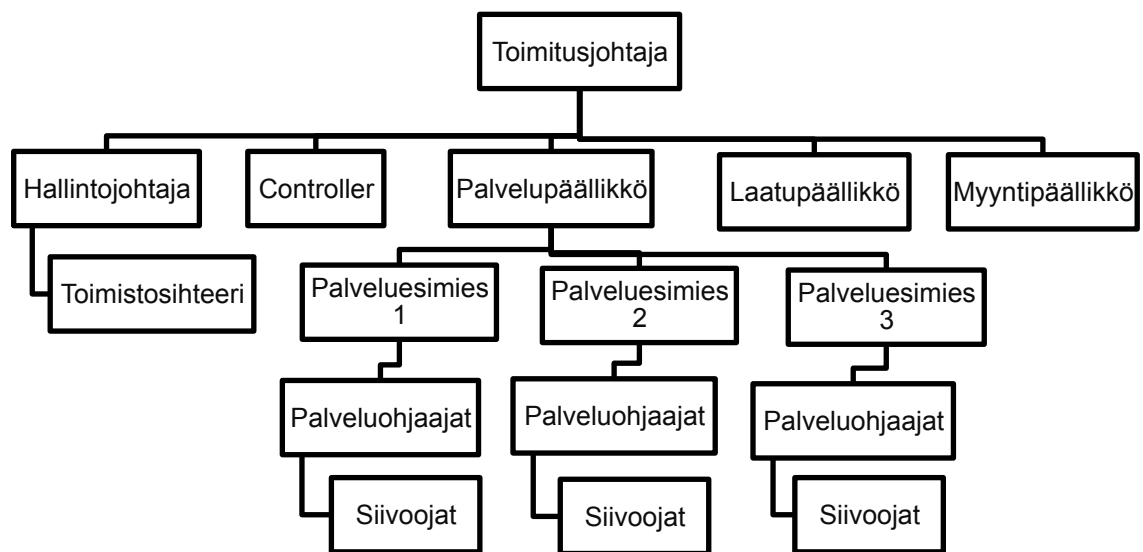 Toimitusjohtaja
Hallintojohtaja
Controller
Palvelupäällikkö
Laatupäällikkö
Myyntipäällikkö
Toimistosihteeri
Palveluesimies
1
Palveluesimies
2
Palveluesimies
3
Palveluohjaajat
Palveluohjaajat
Palveluohjaajat
Siivoojat
Siivoojat
Siivoojat